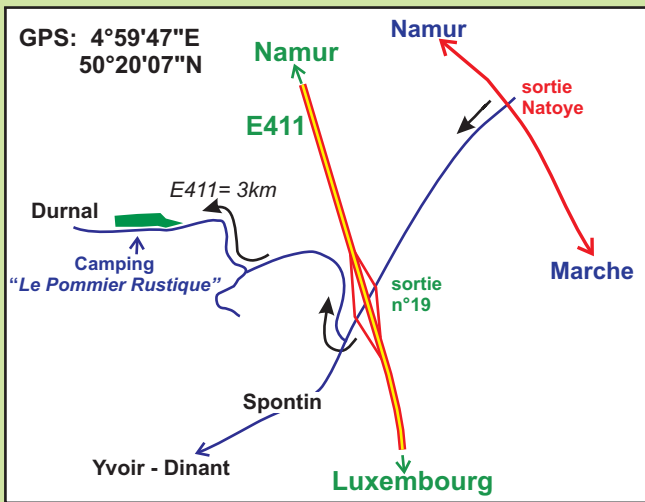 GPS: 4°59'47"E
50°20'07"N
Namur
Namur
sortie
Natoye
E411
E411= 3km
Durnal
Camping
“Le Pommier Rustique”
Marche
sortie
n°19
Spontin
Yvoir - Dinant
Luxembourg